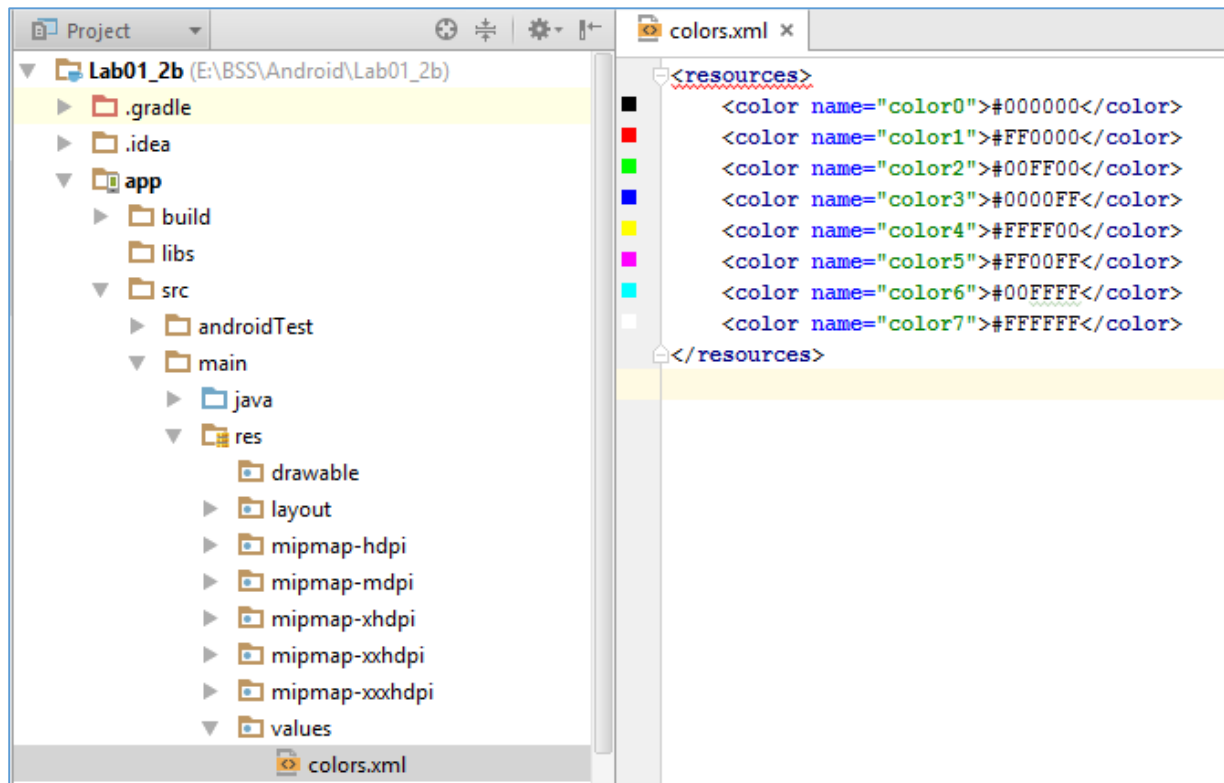 Project
Lab01_2b (E:\BSS\Android\Lab01_2b)
.gradle
.idea
app
build
libs
src
androidTest
main
java
res
drawable
layout
mipmap-hdpi
mipmap-mdpi
mipmap-xhdpi
mipmap-xxhdpi
mipmap-xxxhdpi
values
colors.xml
colors.xml ×
<resources>
<color name="color0">#000000</color>
<color name="color1">#FF0000</color>
<color name="color2">#00FF00</color>
<color name="color3">#0000FF</color>
<color name="color4">#FFFF00</color>
<color name="color5">#FF00FF</color>
<color name="color6">#00FFFF</color>
<color name="color7">#FFFFFF</color>
</resources>